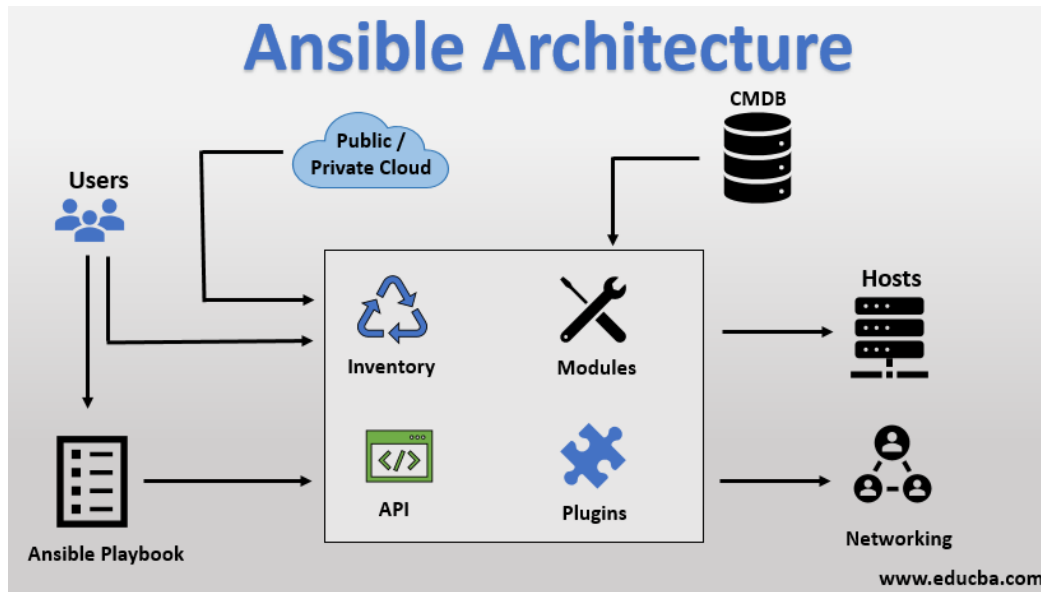 Ansible Architecture
CMDB
Public /
Private Cloud
Users
Hosts
Inventory
Modules
API
Plugins
Ansible Playbook
Networking
www.educba.com